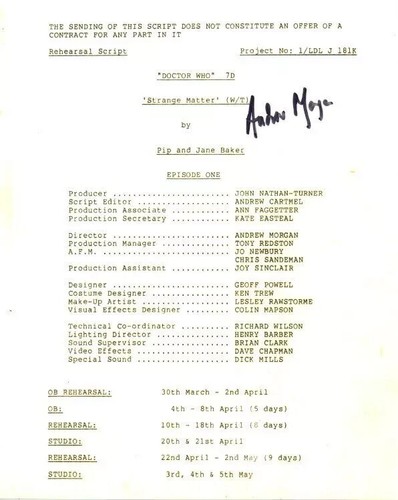 THE SENDING OF THIS SCRIPT DOES NOT CONSTITUTE AN OFFER OF A
CONTRACT FOR ANY PART IN IT
Rehearsal Script Project No: 1/LDL J 181K
"DOCTOR WHO" 7D
'Strange Matter' (W/T)
Andrew Morgan
by
Pip and Jane Baker
EPISODE ONE
Producer ...................... JOHN NATHAN-TURNER
Script Editor ................. ANDREW CARTMEL
Production Associate .......... ANN FAGGETTER
Production Secretary .......... KATE EASTEAL
Director ...................... ANDREW MORGAN
Production Manager ............ TONY REDSTON
A.F.M. ........................ JO NEWBURY
CHRIS SANDEMAN
Production Assistant .......... JOY SINCLAIR
Designer ...................... GEOFF POWELL
Costume Designer .............. KEN TREW
Make-Up Artist ................ LESLEY RAWSTORME
Visual Effects Designer ....... COLIN MAPSON
Technical Co-ordinator ........ RICHARD WILSON
Lighting Director ............. HENRY BARBER
Sound Supervisor .............. BRIAN CLARK
Video Effects ................. DAVE CHAPMAN
Special Sound ................. DICK MILLS
OB REHEARSAL: 30th March - 2nd April
OB: 4th - 8th April (5 days)
REHEARSAL: 10th - 18th April (8 days)
STUDIO: 20th & 21st April
REHEARSAL: 22nd April - 2nd May (9 days)
STUDIO: 3rd, 4th & 5th May